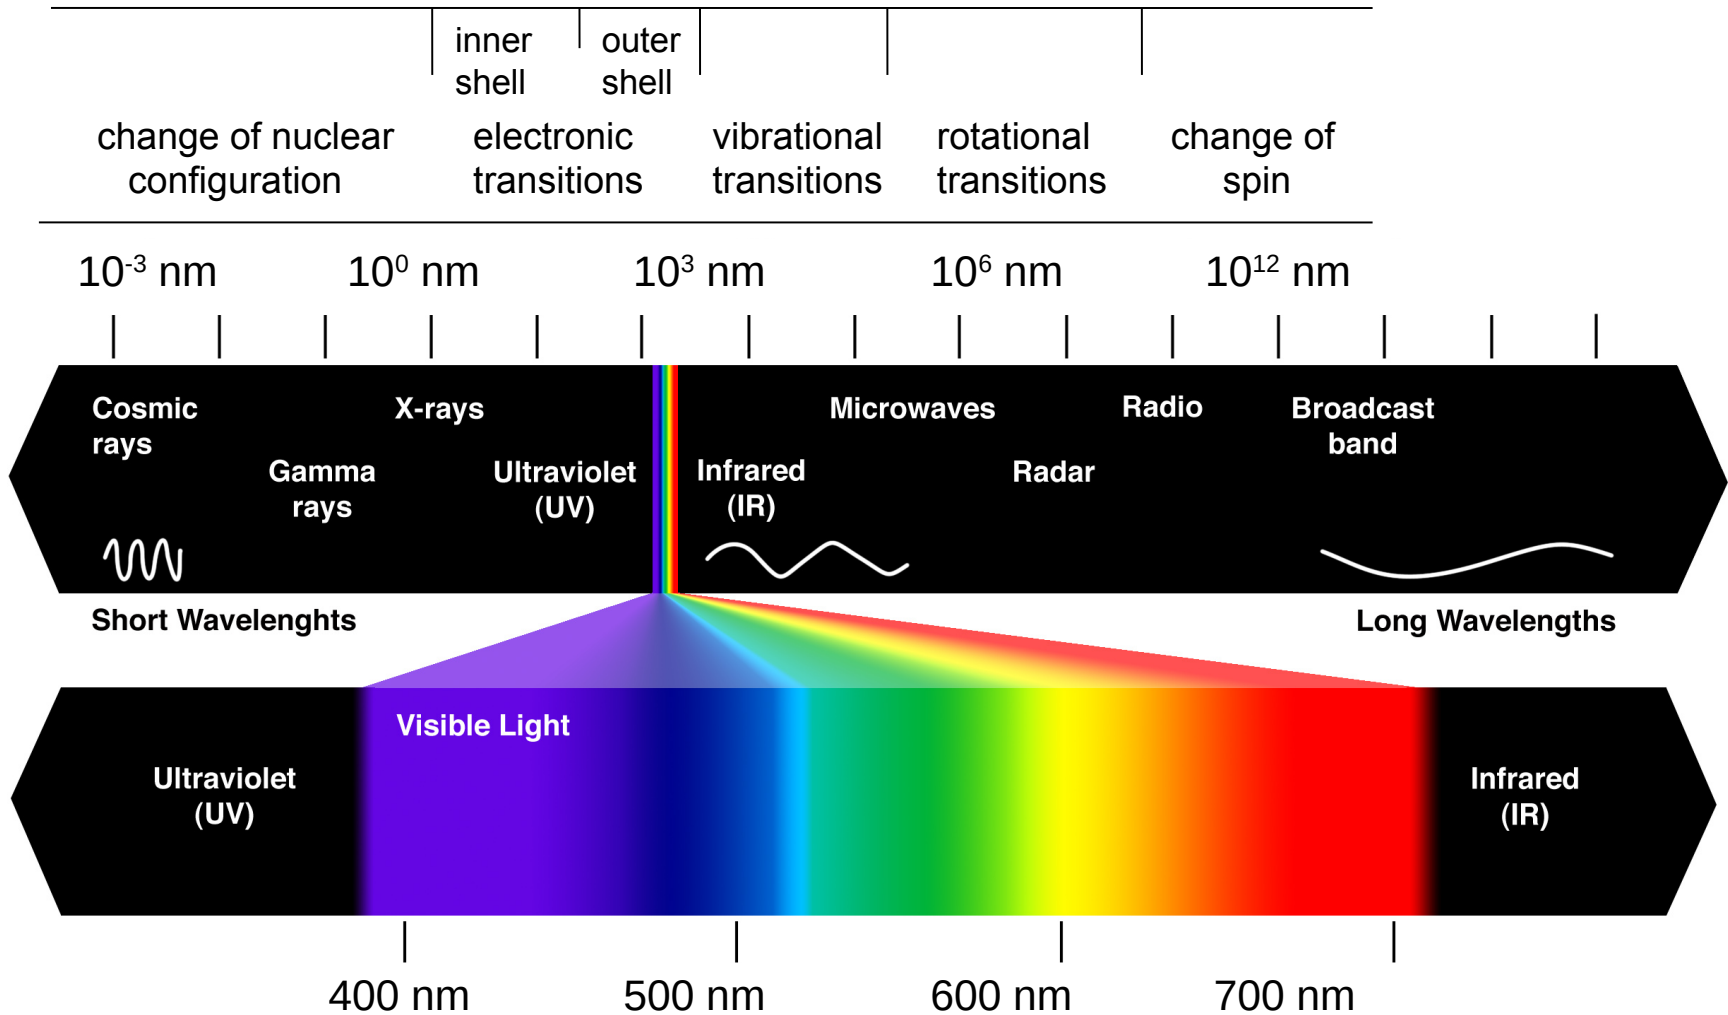 inner
shell
outer
shell
change of nuclear
configuration
electronic
transitions
vibrational
transitions
rotational
transitions
change of
spin
10⁻³ nm
10⁰ nm
10³ nm
10⁶ nm
10¹² nm
Cosmic
rays
Gamma
rays
X-rays
Ultraviolet
(UV)
Infrared
(IR)
Microwaves
Radar
Radio
Broadcast
band
Short Wavelenghts
Long Wavelengths
Visible Light
Ultraviolet
(UV)
Infrared
(IR)
400 nm
500 nm
600 nm
700 nm